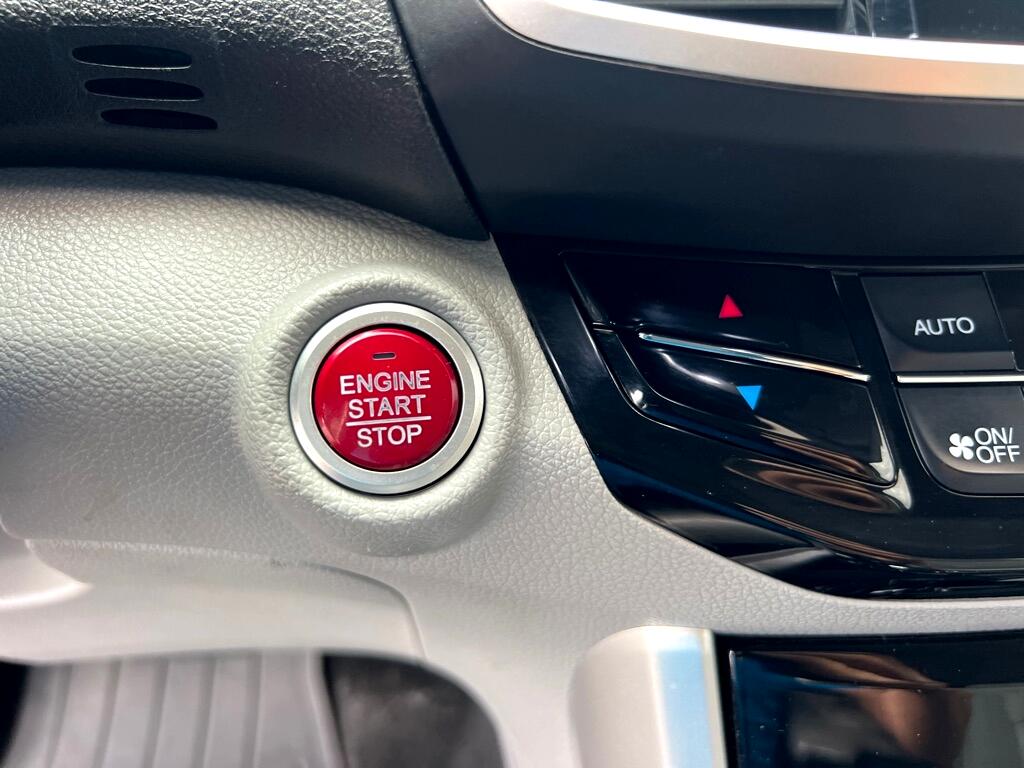 ENGINE
START
STOP
AUTO
ON/
OFF